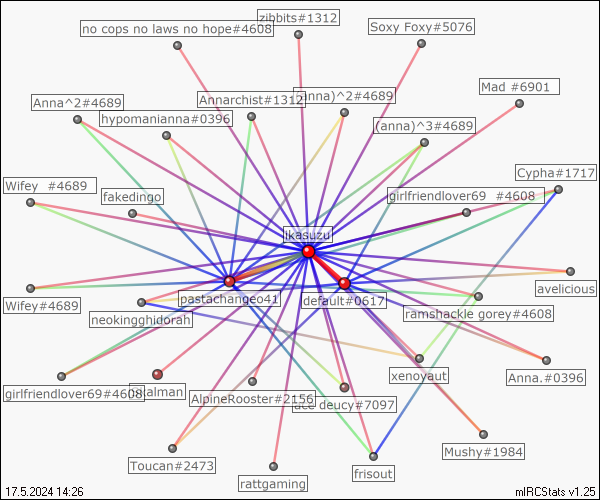 zibbits#1312
no cops no laws no hope#4608
Soxy Foxy#5076
Mad #6901
Anna^2#4689
Annarchist#1312
anna)^2#4689
hypomanianna#0396
(anna)^3#4689
Cypha#1717
Wifey #4689
fakedingo
girlfriendlover69 #4608
ikasuzu
avelicious
pastachangeo41
default#0617
Wifey#4689
neokingghidorah
ramshackle gorey#4608
xenoyaut
Anna.#0396
girlfriendlover69#4608
talman
AlpineRooster#2156
deucy#7097
Mushy#1984
Toucan#2473
frisout
rattgaming
17.5.2024 14:26
mIRCStats v1.25